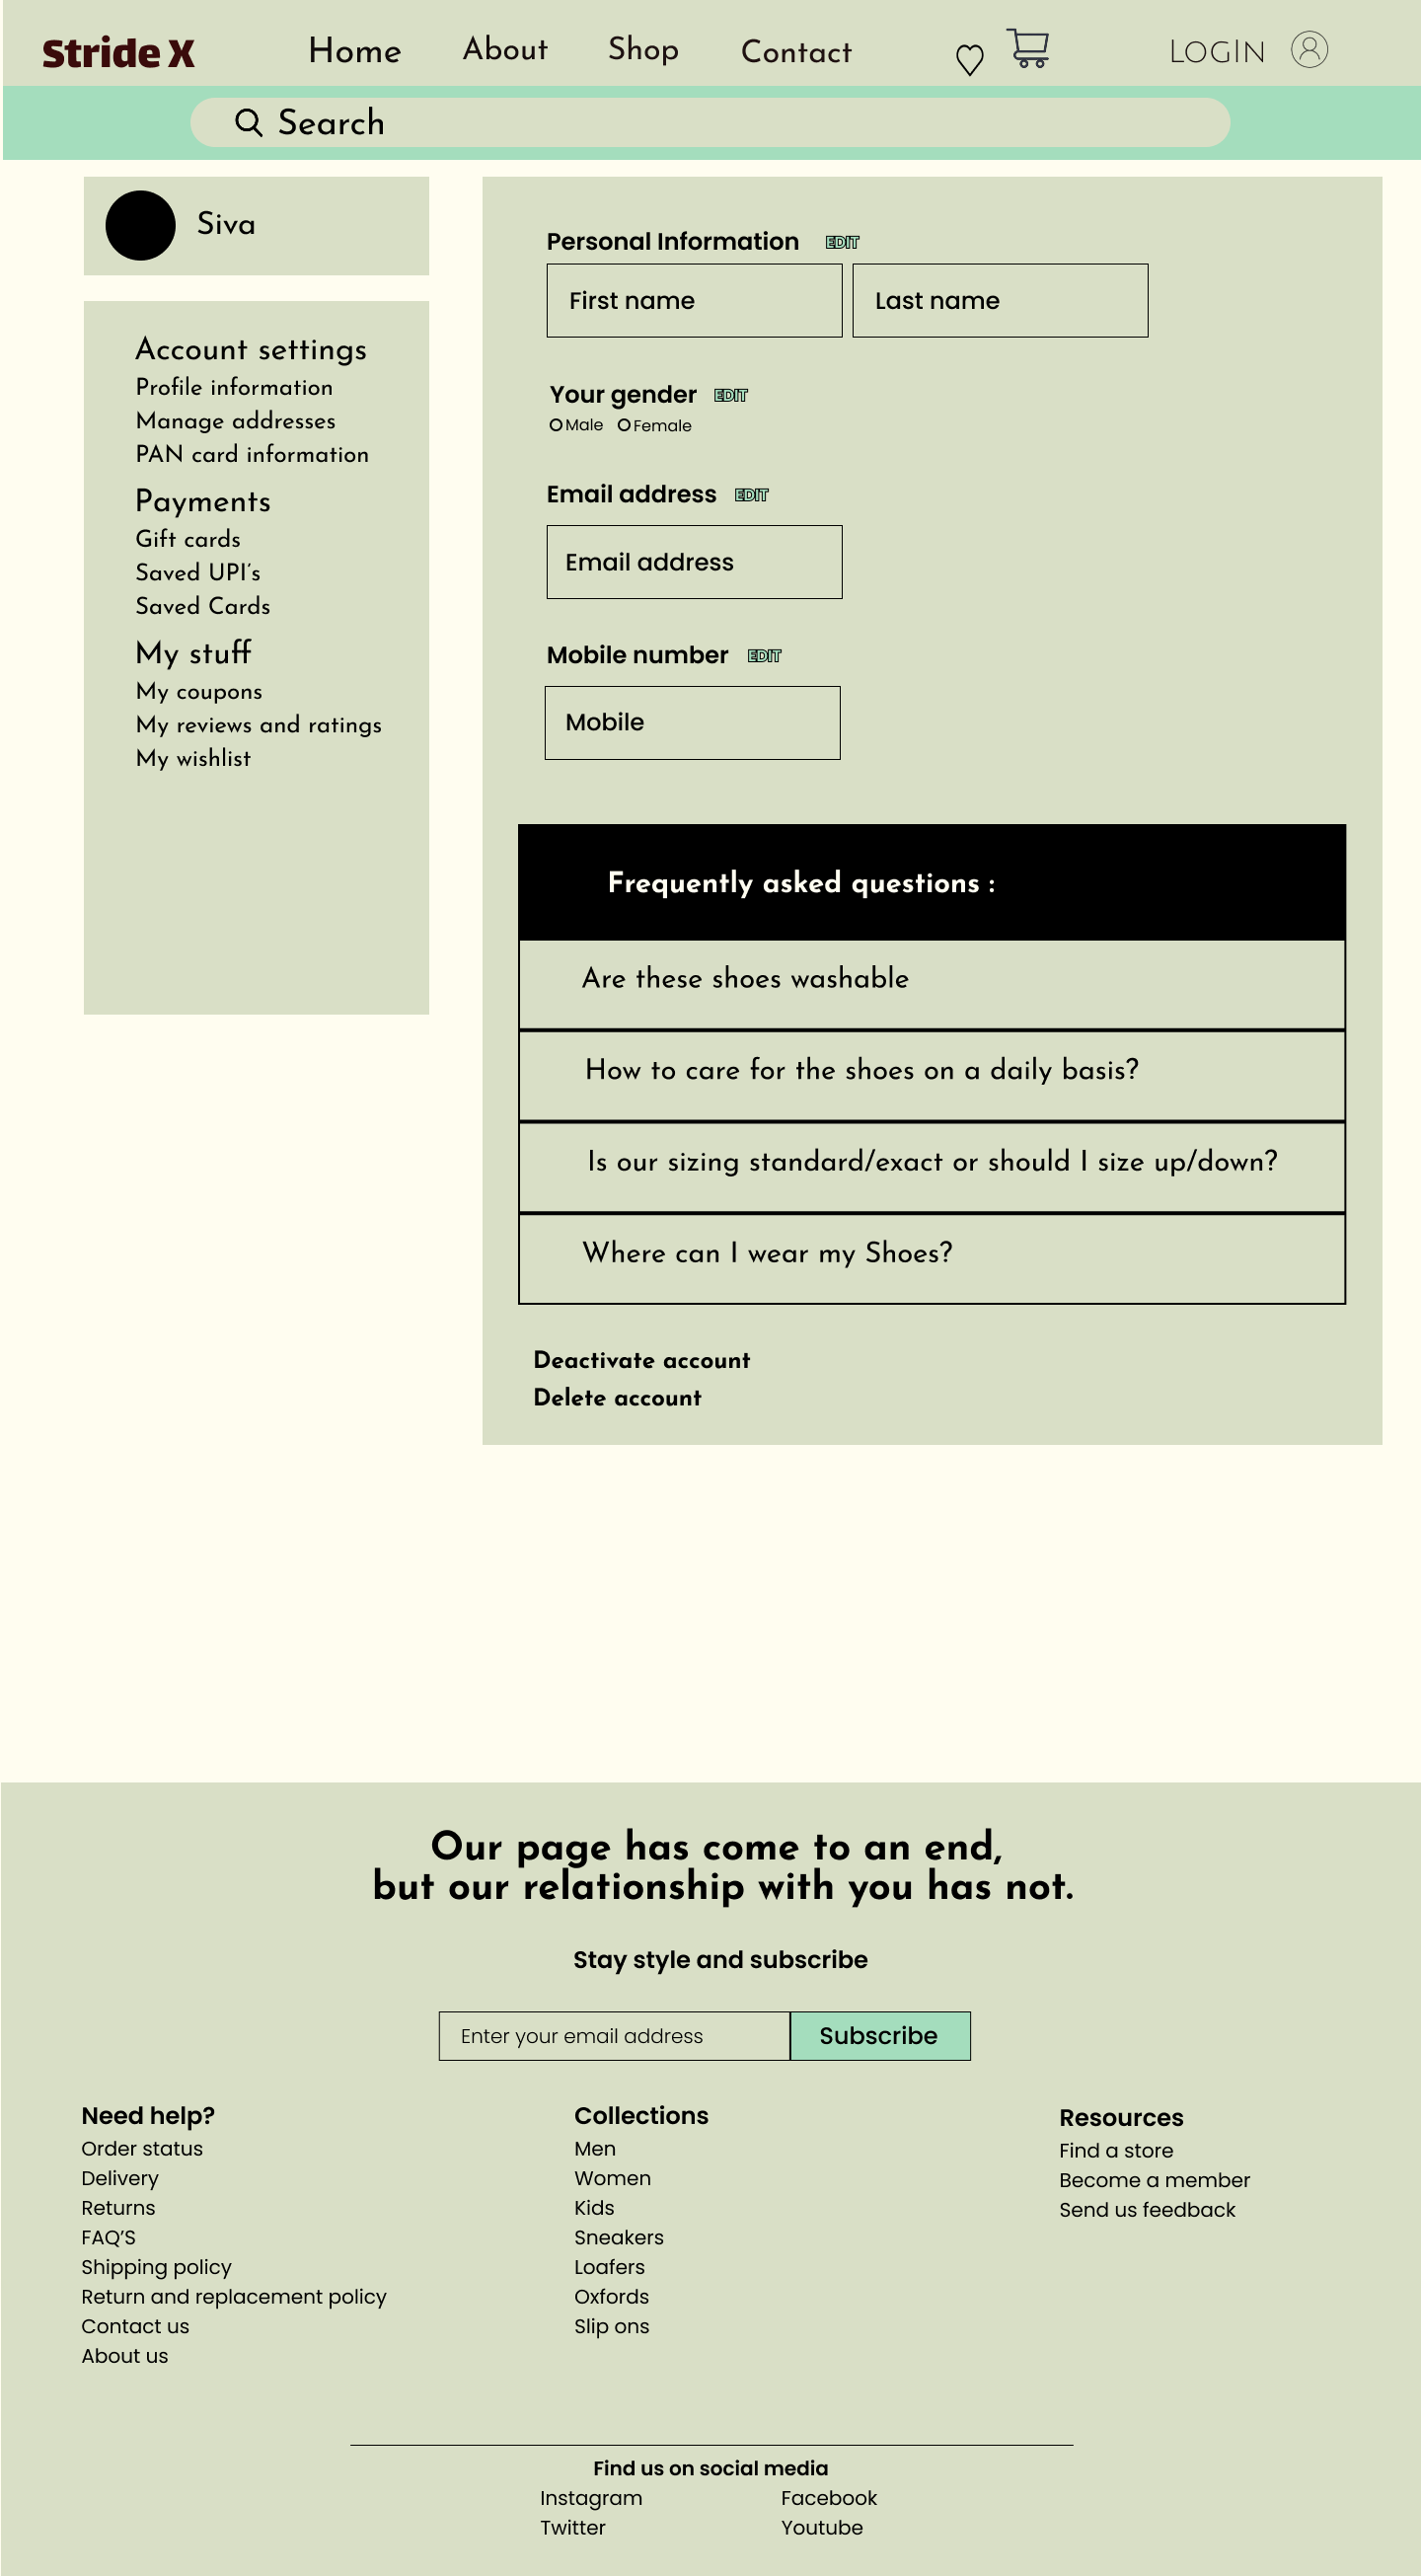 Stride X
Home
About
Shop
Contact
LOGIN
Search
Siva
Account settings
Profile information
Manage addresses
PAN card information
Payments
Gift cards
Saved UPI's
Saved Cards
My stuff
My coupons
My reviews and ratings
My wishlist
Personal Information EDIT
First name
Last name
Your gender EDIT
Male Female
Email address EDIT
Email address
Mobile number EDIT
Mobile
Frequently asked questions :
Are these shoes washable
How to care for the shoes on a daily basis?
Is our sizing standard/exact or should I size up/down?
Where can I wear my Shoes?
Deactivate account
Delete account
Our page has come to an end,
but our relationship with you has not.
Stay style and subscribe
Enter your email address
Subscribe
Need help?
Order status
Delivery
Returns
FAQ'S
Shipping policy
Return and replacement policy
Contact us
About us
Collections
Men
Women
Kids
Sneakers
Loafers
Oxfords
Slip ons
Resources
Find a store
Become a member
Send us feedback
Find us on social media
Instagram
Facebook
Twitter
Youtube